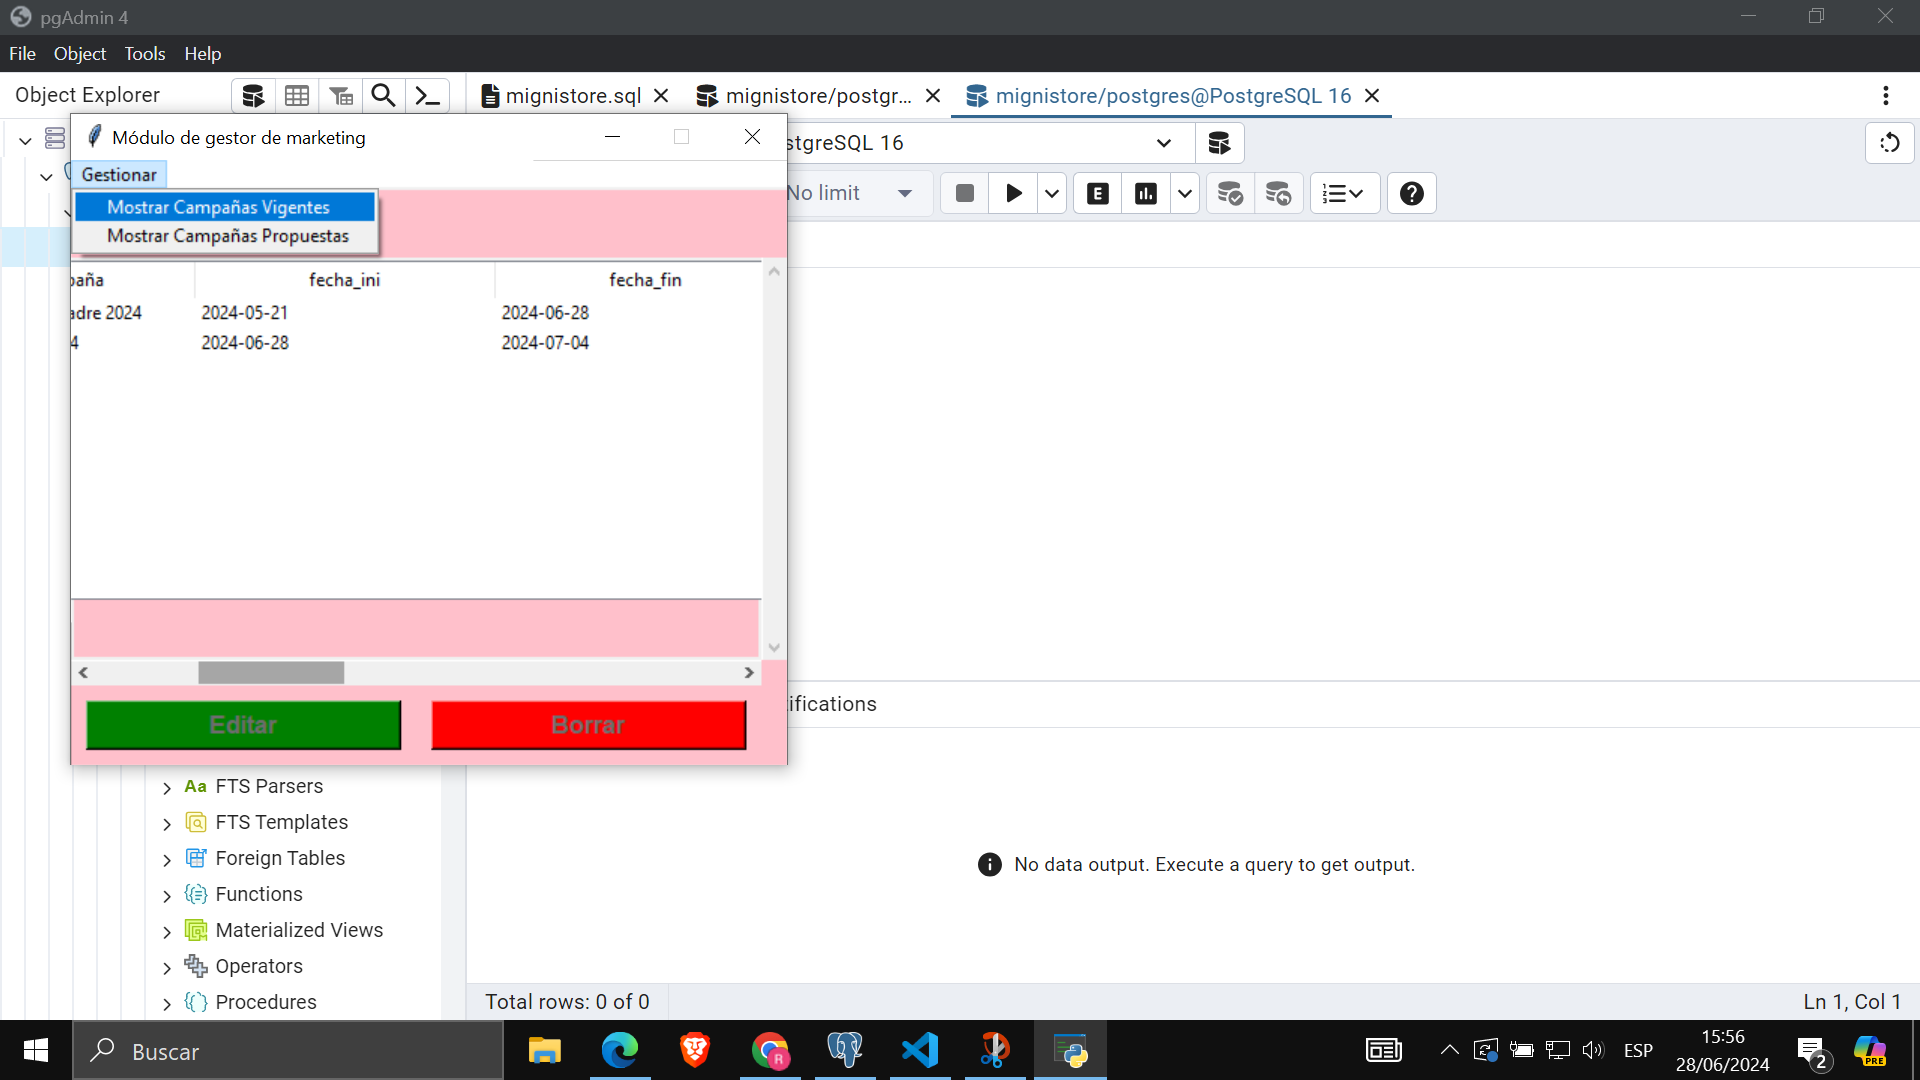 pgAdmin 4
File Object Tools Help
Object Explorer
mignistore.sql
mignistore/postgr...
mignistore/postgres@PostgreSQL 16
Módulo de gestor de marketing
stgreSQL 16
Gestionar
No limit
Mostrar Campañas Vigentes
Mostrar Campañas Propuestas
paña fecha_ini fecha_fin
adre 2024 2024-05-21 2024-06-28
4 2024-06-28 2024-07-04
Editar Borrar
ifications
FTS Parsers
FTS Templates
Foreign Tables
Functions
Materialized Views
Operators
Procedures
No data output. Execute a query to get output.
Total rows: 0 of 0
Ln 1, Col 1
Buscar
ESP
15:56
28/06/2024
2
PRE